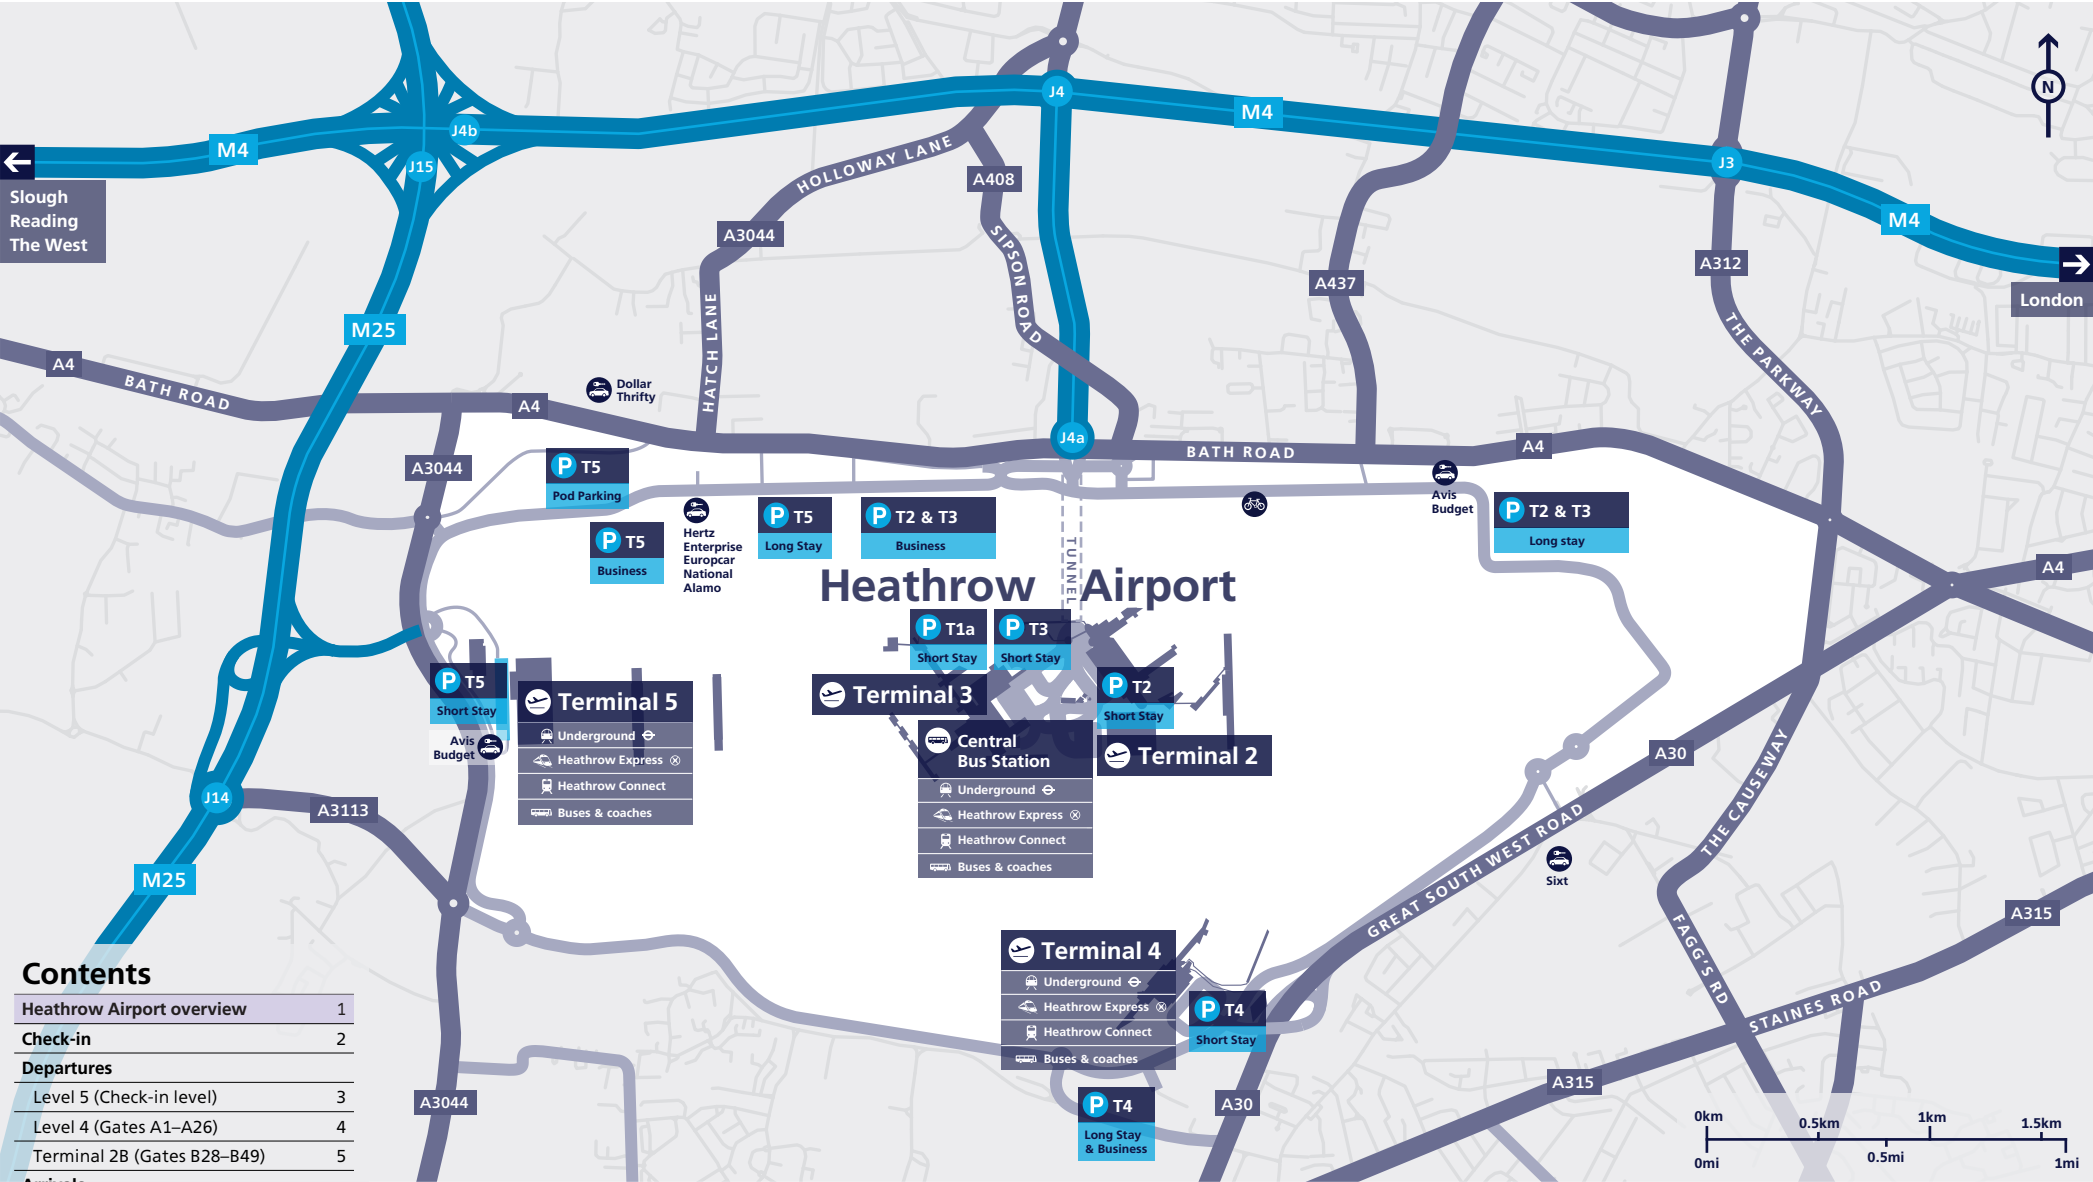 N
J4
M4
M4
J4b
J15
J3
Slough
Reading
The West
HOLLOWAY LANE
A408
M4
A3044
SIPSON ROAD
A312
A437
London
M25
HATCH LANE
THE PARKWAY
A4
BATH ROAD
Dollar
Thrifty
A4
J4a
BATH ROAD
A4
A3044
P T5
Pod Parking
Avis
Budget
P T2 & T3
Long stay
P T5
Business
Hertz
Enterprise
Europcar
National
Alamo
P T5
Long Stay
P T2 & T3
Business
TUNNEL
A4
Heathrow Airport
P T1a
Short Stay
P T3
Short Stay
P T5
Short Stay
Avis
Budget
Terminal 5
Underground
Heathrow Express
Heathrow Connect
Buses & coaches
Terminal 3
P T2
Short Stay
Terminal 2
Central
Bus Station
Underground
Heathrow Express
Heathrow Connect
Buses & coaches
A30
J14
A3113
THE CAUSEWAY
GREAT SOUTH WEST ROAD
Sixt
M25
A315
FAGG'S RD
Terminal 4
Underground
Heathrow Express
Heathrow Connect
Buses & coaches
P T4
Short Stay
STAINES ROAD
A315
A3044
P T4
Long Stay
& Business
A30
Contents
Heathrow Airport overview 1
Check-in 2
Departures
Level 5 (Check-in level) 3
Level 4 (Gates A1–A26) 4
Terminal 2B (Gates B28–B49) 5
0km 0.5km 1km 1.5km
0mi 0.5mi 1mi